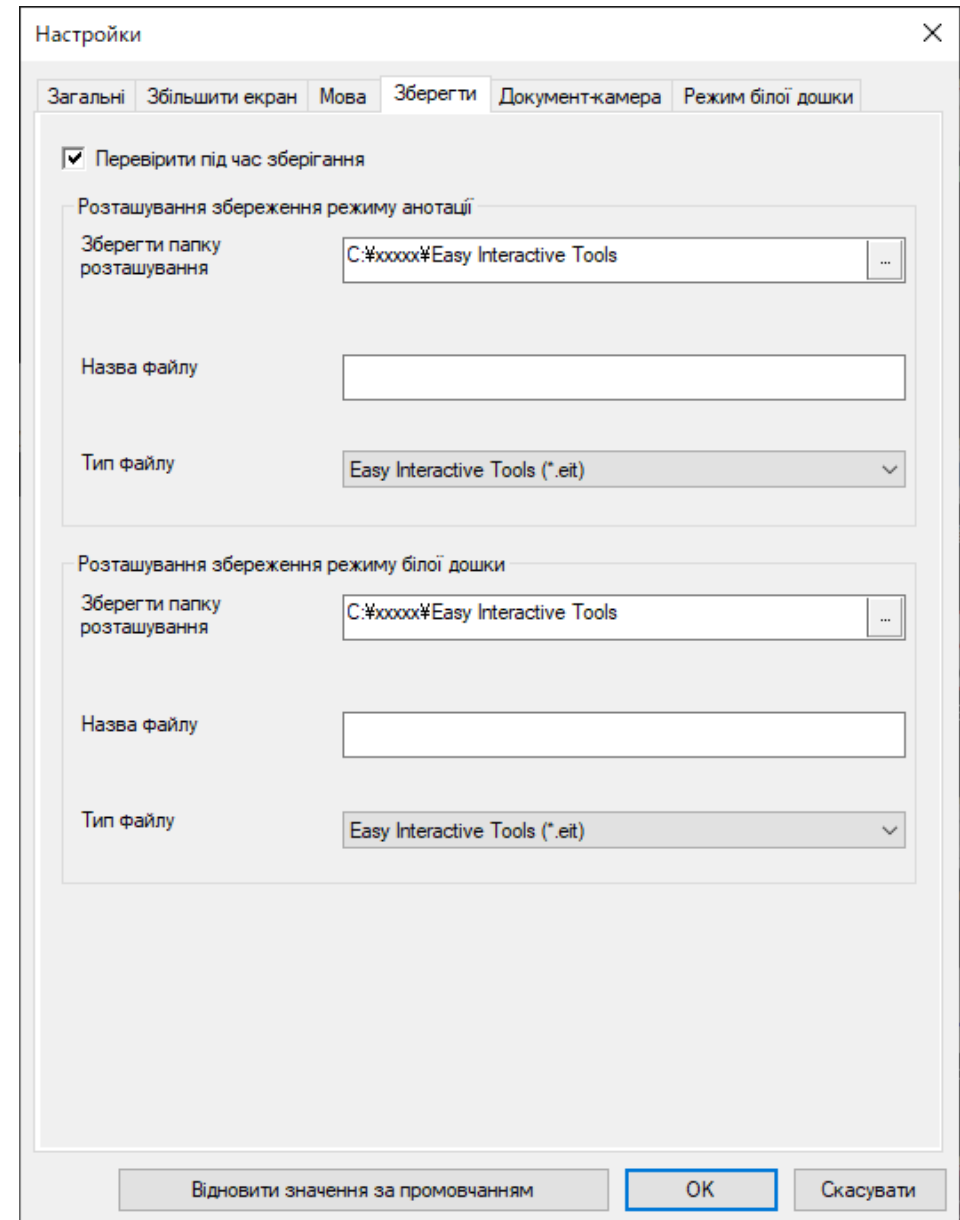 Настройки
Загальні Збільшити екран Мова Зберегти Документ-камера Режим білої дошки
Перевірити під час зберігання
Розташування збереження режиму анотації
Зберегти папку
розташування
C:¥xxxxx¥Easy Interactive Tools
...
Назва файлу
Тип файлу
Easy Interactive Tools (*.eit)
Розташування збереження режиму білої дошки
Зберегти папку
розташування
C:¥xxxxx¥Easy Interactive Tools
...
Назва файлу
Тип файлу
Easy Interactive Tools (*.eit)
Відновити значення за промовчанням OK Скасувати